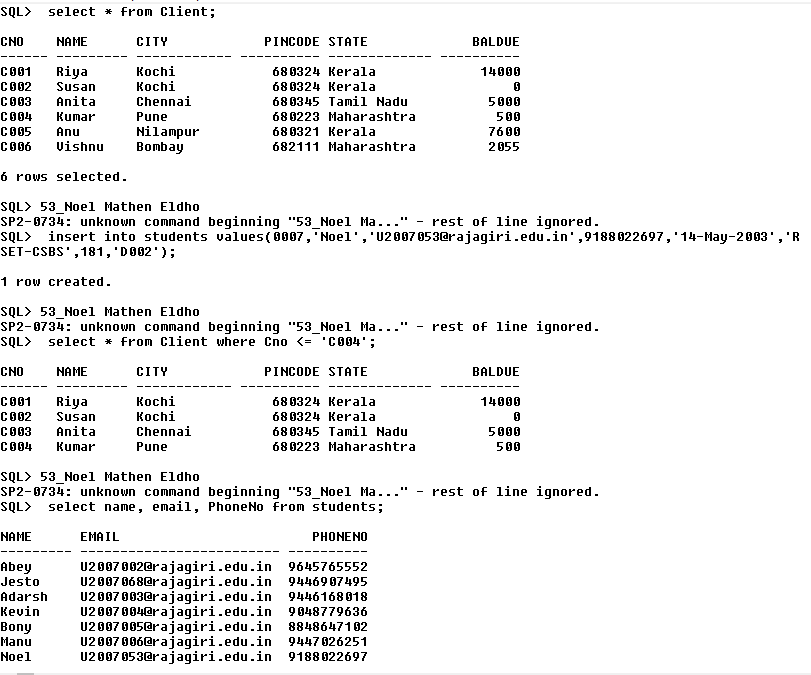 SQL>  select * from Client;
CNO    NAME      CITY            PINCODE STATE             BALDUE
------ --------- ------------ ---------- ------------- ----------
C001   Riya      Kochi            680324 Kerala             14000
C002   Susan     Kochi            680324 Kerala                 0
C003   Anita     Chennai          680345 Tamil Nadu          5000
C004   Kumar     Pune             680223 Maharashtra          500
C005   Anu       Nilampur         680321 Kerala              7600
C006   Vishnu    Bombay           682111 Maharashtra         2055
6 rows selected.
SQL> 53_Noel Mathen Eldho
SP2-0734: unknown command beginning "53_Noel Ma..." - rest of line ignored.
SQL>  insert into students values(0007,'Noel','U2007053@rajagiri.edu.in',9188022697,'14-May-2003','R
SET-CSBS',181,'D002');
1 row created.
SQL> 53_Noel Mathen Eldho
SP2-0734: unknown command beginning "53_Noel Ma..." - rest of line ignored.
SQL>  select * from Client where Cno <= 'C004';
CNO    NAME      CITY            PINCODE STATE             BALDUE
------ --------- ------------ ---------- ------------- ----------
C001   Riya      Kochi            680324 Kerala             14000
C002   Susan     Kochi            680324 Kerala                 0
C003   Anita     Chennai          680345 Tamil Nadu          5000
C004   Kumar     Pune             680223 Maharashtra          500
SQL> 53_Noel Mathen Eldho
SP2-0734: unknown command beginning "53_Noel Ma..." - rest of line ignored.
SQL>  select name, email, PhoneNo from students;
NAME      EMAIL                        PHONENO
--------- ------------------------- ----------
Abey      U2007002@rajagiri.edu.in  9645765552
Jesto     U2007068@rajagiri.edu.in  9446907495
Adarsh    U2007003@rajagiri.edu.in  9446168018
Kevin     U2007004@rajagiri.edu.in  9048779636
Bony      U2007005@rajagiri.edu.in  8848647102
Manu      U2007006@rajagiri.edu.in  9447026251
Noel      U2007053@rajagiri.edu.in  9188022697